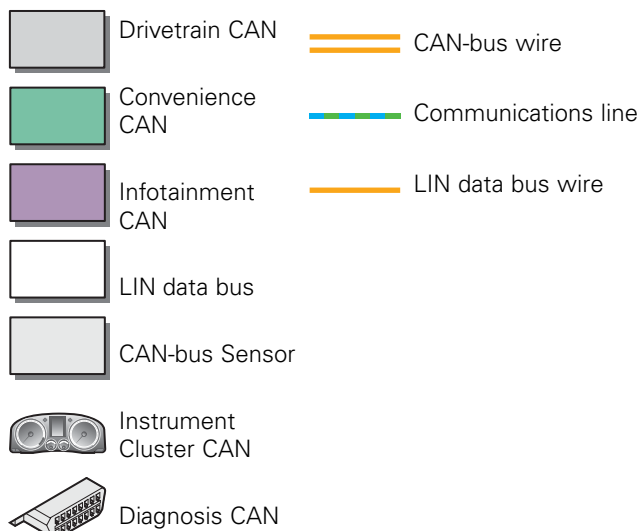 Drivetrain CAN
Convenience
CAN
Infotainment
CAN
LIN data bus
CAN-bus Sensor
Instrument
Cluster CAN
Diagnosis CAN
CAN-bus wire
Communications line
LIN data bus wire